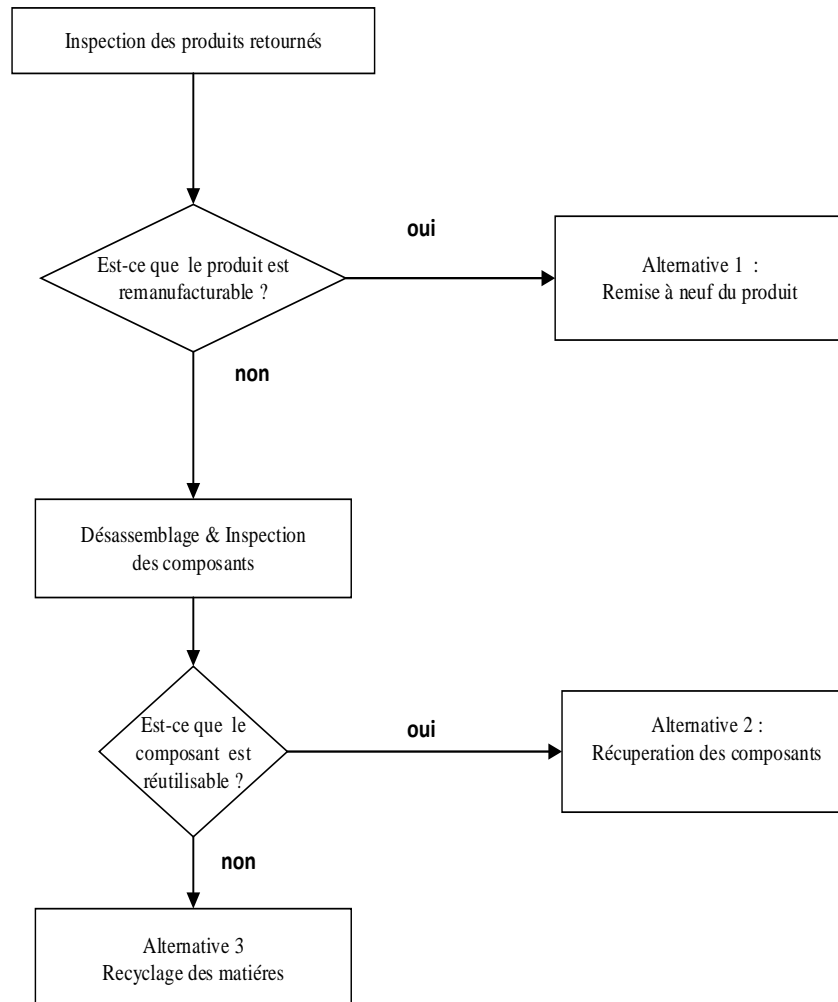 Inspection des produits retournés
oui
Est-ce que le produit est
remanufacturable ?
Alternative 1 :
Remise à neuf du produit
non
Désassemblage & Inspection
des composants
Est-ce que le
composant est
réutilisable ?
oui
Alternative 2 :
Récuperation des composants
non
Alternative 3
Recyclage des matiéres